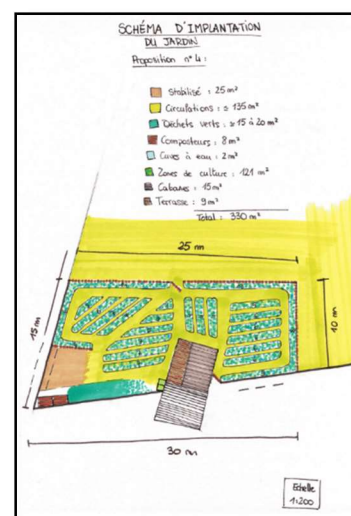 SCHÉMA D'IMPLANTATION
DU JARDIN
Proposition n°4 :
Stabilisé : 25 m²
Circulations : ≈ 135 m²
Déchets verts : ≈ 15 à 20 m²
Composteurs : 8 m²
Cuves à eau : 2 m²
Zones de culture : 121 m²
Cabane : 15 m²
Terrasse : 9 m²
Total : 330 m²
25 m
15 m
10 m
30 m
Echelle
1:200